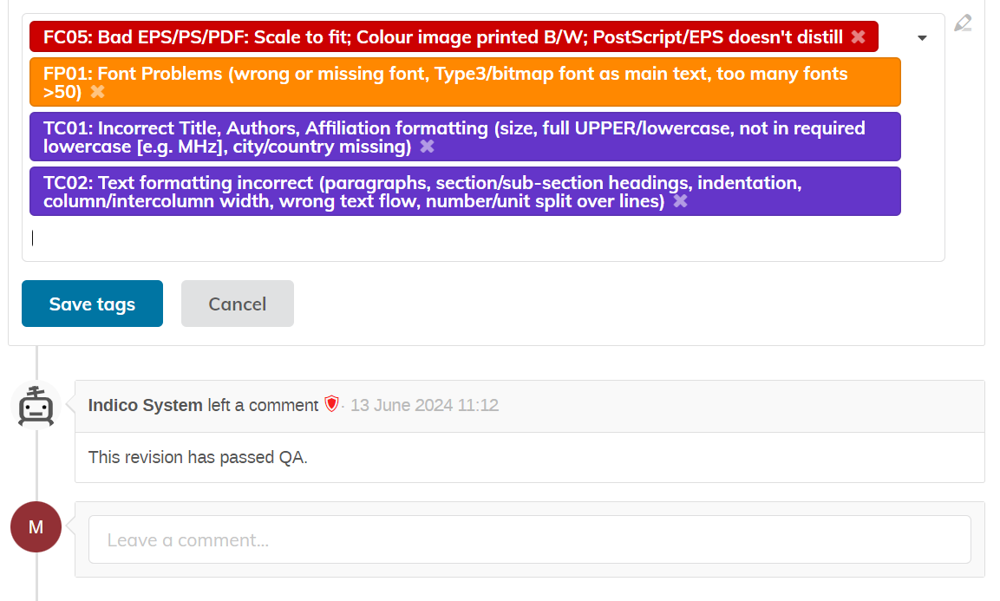 FC05: Bad EPS/PS/PDF: Scale to fit; Colour image printed B/W; PostScript/EPS doesn't distill
FP01: Font Problems (wrong or missing font, Type3/bitmap font as main text, too many fonts
>50)
TC01: Incorrect Title, Authors, Affiliation formatting (size, full UPPER/lowercase, not in required
lowercase [e.g. MHz], city/country missing)
TC02: Text formatting incorrect (paragraphs, section/sub-section headings, indentation,
column/intercolumn width, wrong text flow, number/unit split over lines)
Save tags Cancel
Indico System left a comment · 13 June 2024 11:12
This revision has passed QA.
M
Leave a comment...